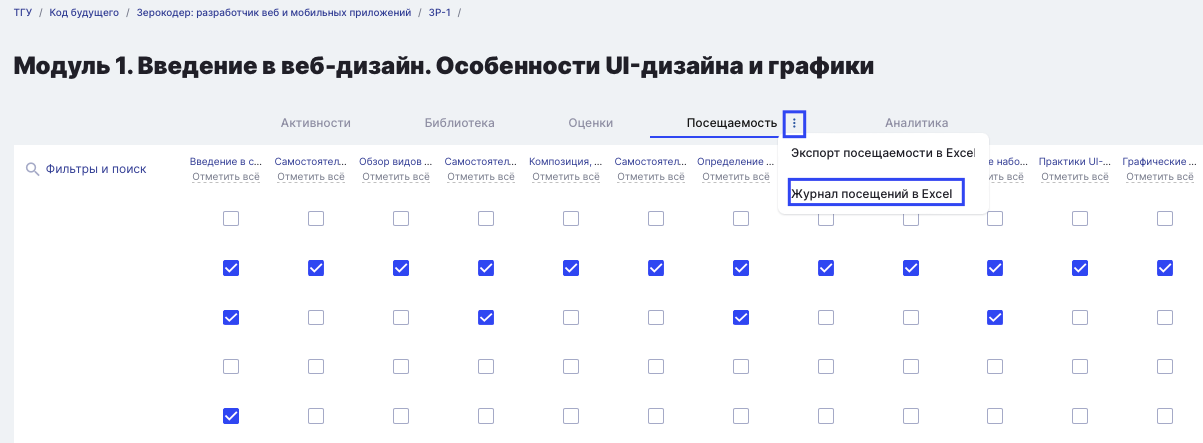 ТГУ / Код будущего / Зерокодер: разработчик веб и мобильных приложений / ЗР-1 /
Модуль 1. Введение в веб-дизайн. Особенности UI-дизайна и графики
Активности Библиотека Оценки Посещаемость Аналитика
Экспорт посещаемости в Excel
Журнал посещений в Excel
Фильтры и поиск
Введение в с... Самостоятел... Обзор видов ... Самостоятел... Композиция, ... Самостоятел... Определение ... е набо... Практики UI-... Графические ...
Отметить всё Отметить всё Отметить всё Отметить всё Отметить всё Отметить всё Отметить всё ить всё Отметить всё Отметить всё